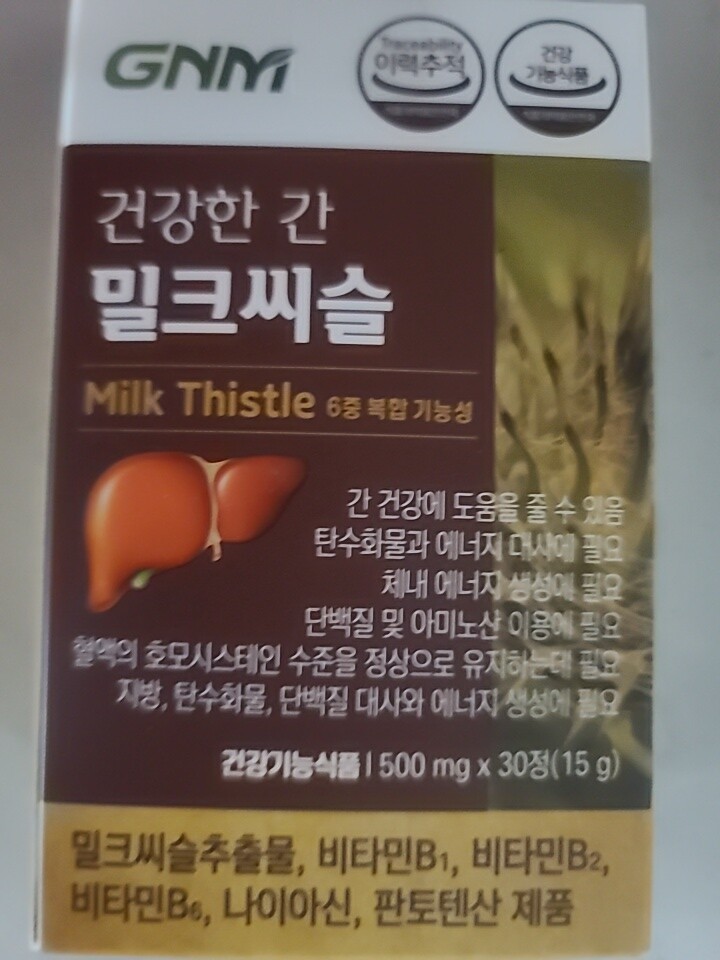 GNM
Traceability
이력추적
건강
기능식품
건강한 간
밀크씨슬
Milk Thistle 6중 복합 기능성
간 건강에 도움을 줄 수 있음
탄수화물과 에너지 대사에 필요
체내 에너지 생성에 필요
단백질 및 아미노산 이용에 필요
혈액의 호모시스테인 수준을 정상으로 유지하는데 필요
지방, 탄수화물, 단백질 대사와 에너지 생성에 필요
건강기능식품 | 500 mg x 30정(15 g)
밀크씨슬추출물, 비타민B₁, 비타민B₂,
비타민B₆, 나이아신, 판토텐산 제품